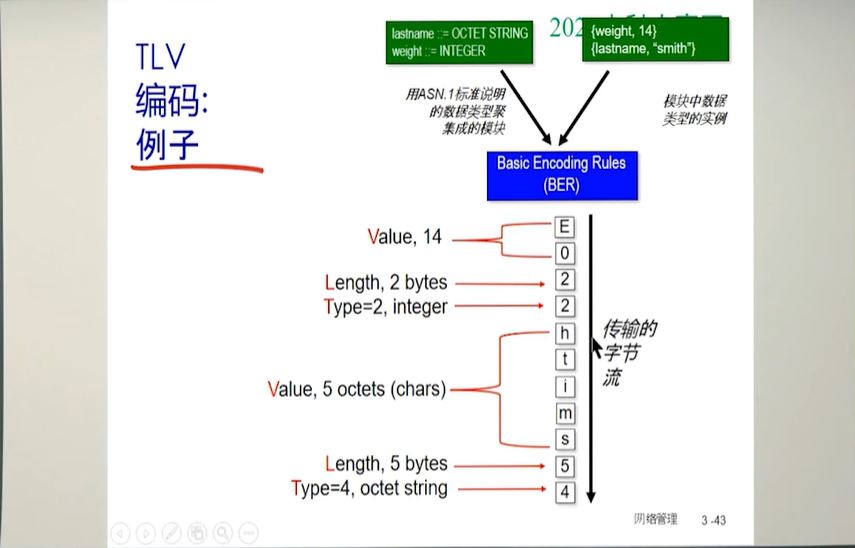 TLV
编码:
例子
lastname ::= OCTET STRING
weight ::= INTEGER
202
{weight, 14}
{lastname, “smith”}
用ASN.1标准说明
的数据类型聚
集成的模块
模块中数据
类型的实例
Basic Encoding Rules
(BER)
Value, 14
Length, 2 bytes
Type=2, integer
Value, 5 octets (chars)
Length, 5 bytes
Type=4, octet string
E
0
2
2
h
t
i
m
s
5
4
传输的
字节
流
网络管理 3-43